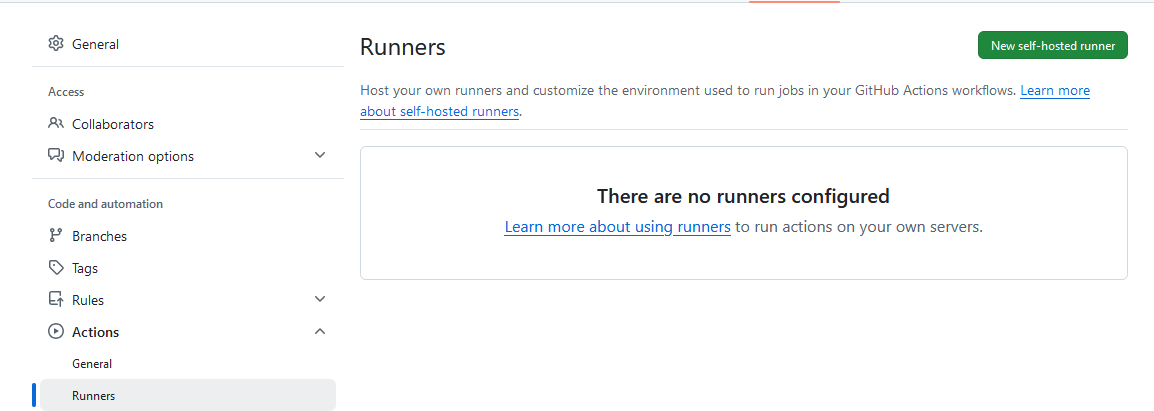 General
Access
Collaborators
Moderation options
Code and automation
Branches
Tags
Rules
Actions
General
Runners
Runners
New self-hosted runner
Host your own runners and customize the environment used to run jobs in your GitHub Actions workflows. Learn more
about self-hosted runners.
There are no runners configured
Learn more about using runners to run actions on your own servers.